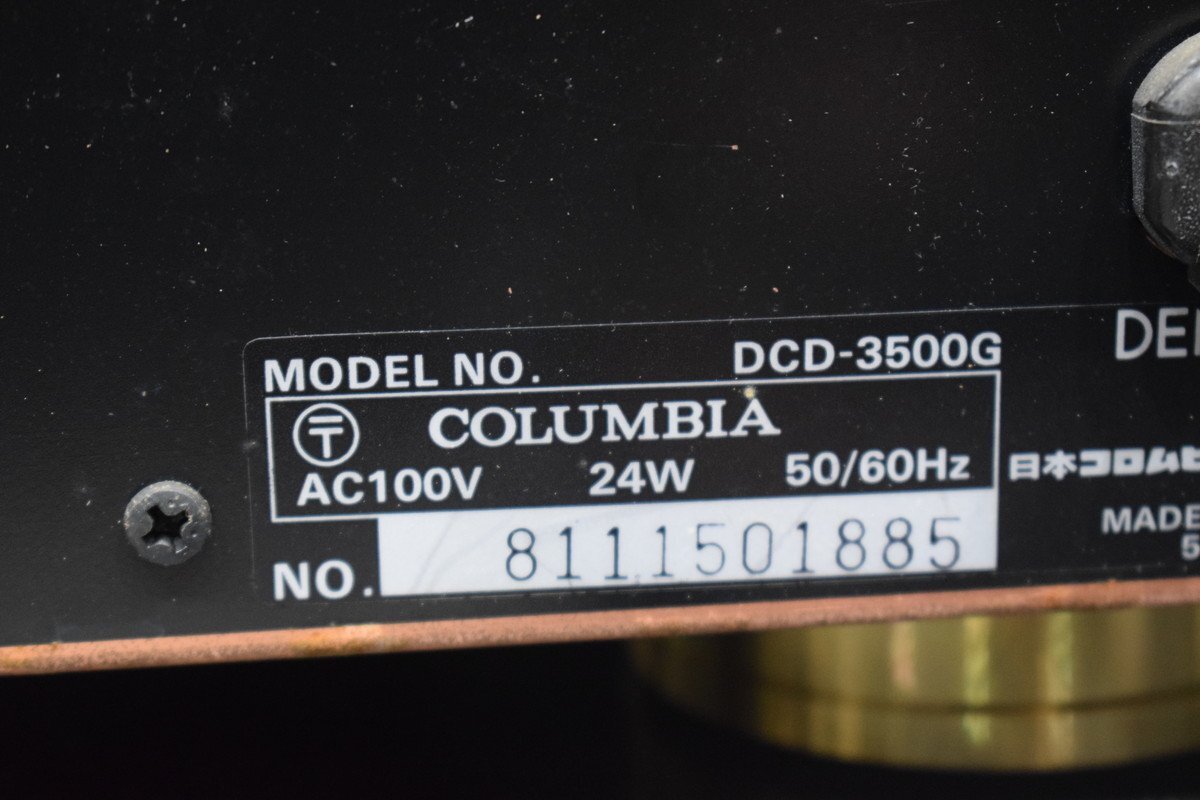 MODEL NO. DCD-3500G
〒 COLUMBIA
AC100V 24W 50/60Hz
NO. 8111501885
DE
日本コロム
MADE
5